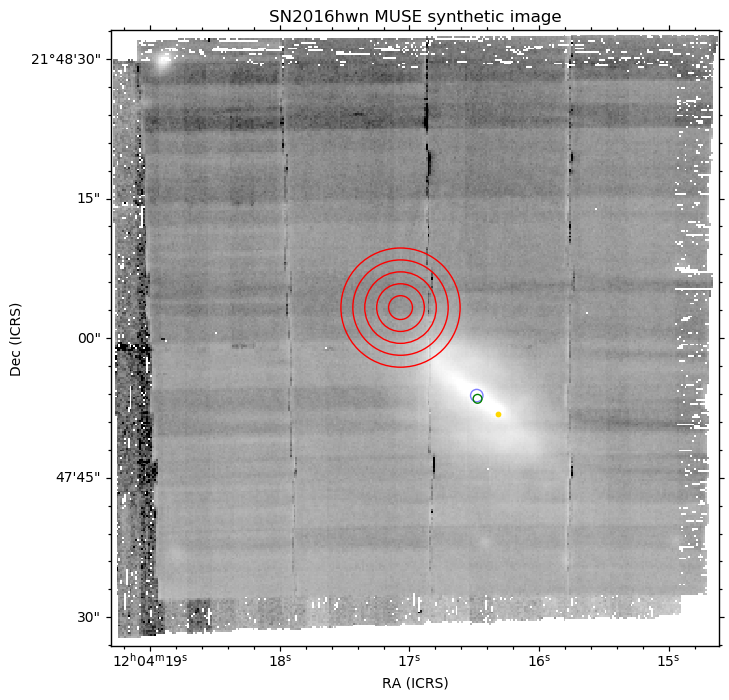 SN2016hwn MUSE synthetic image
21°48'30"
15"
00"
47'45"
30"
Dec (ICRS)
12ʰ04ᵐ19ˢ 18ˢ 17ˢ 16ˢ 15ˢ
RA (ICRS)